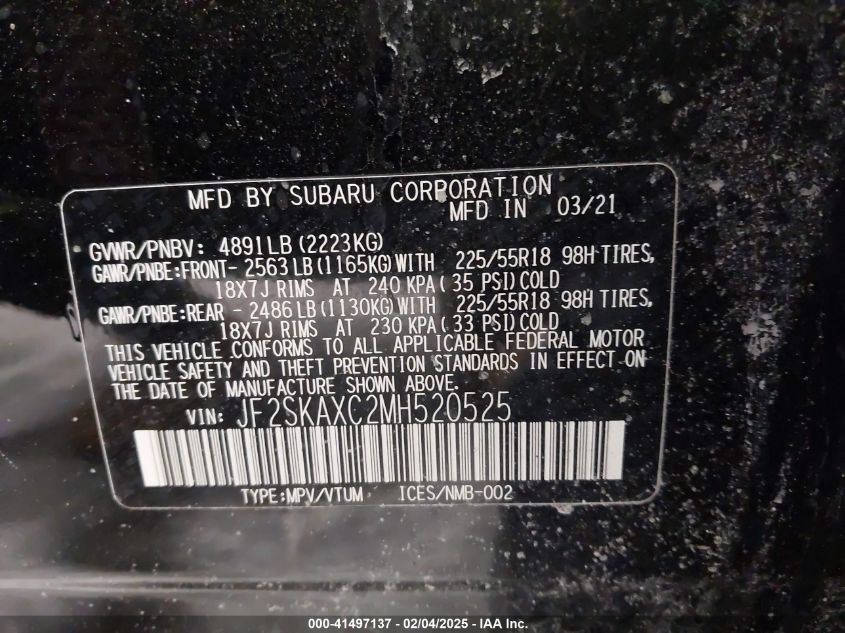 MFD BY SUBARU CORPORATION
MFD IN 03/21
GVWR/PNBV: 4891LB (2223KG)
GAWR/PNBE:FRONT- 2563LB (1165KG) WITH 225/55R18 98H TIRES,
18X7J RIMS AT 240 KPA ( 35 PSI) COLD
GAWR/PNBE:REAR - 2486LB (1130KG) WITH 225/55R18 98H TIRES,
18X7J RIMS AT 230 KPA ( 33 PSI) COLD
THIS VEHICLE CONFORMS TO ALL APPLICABLE FEDERAL MOTOR
VEHICLE SAFETY AND THEFT PREVENTION STANDARDS IN EFFECT ON
THE DATE OF MANUFACTURE SHOWN ABOVE.
VIN: JF2SKAXC2MH520525
TYPE:MPV/VTUM ICES/NMB-002
000-41497137 - 02/04/2025 - IAA Inc.